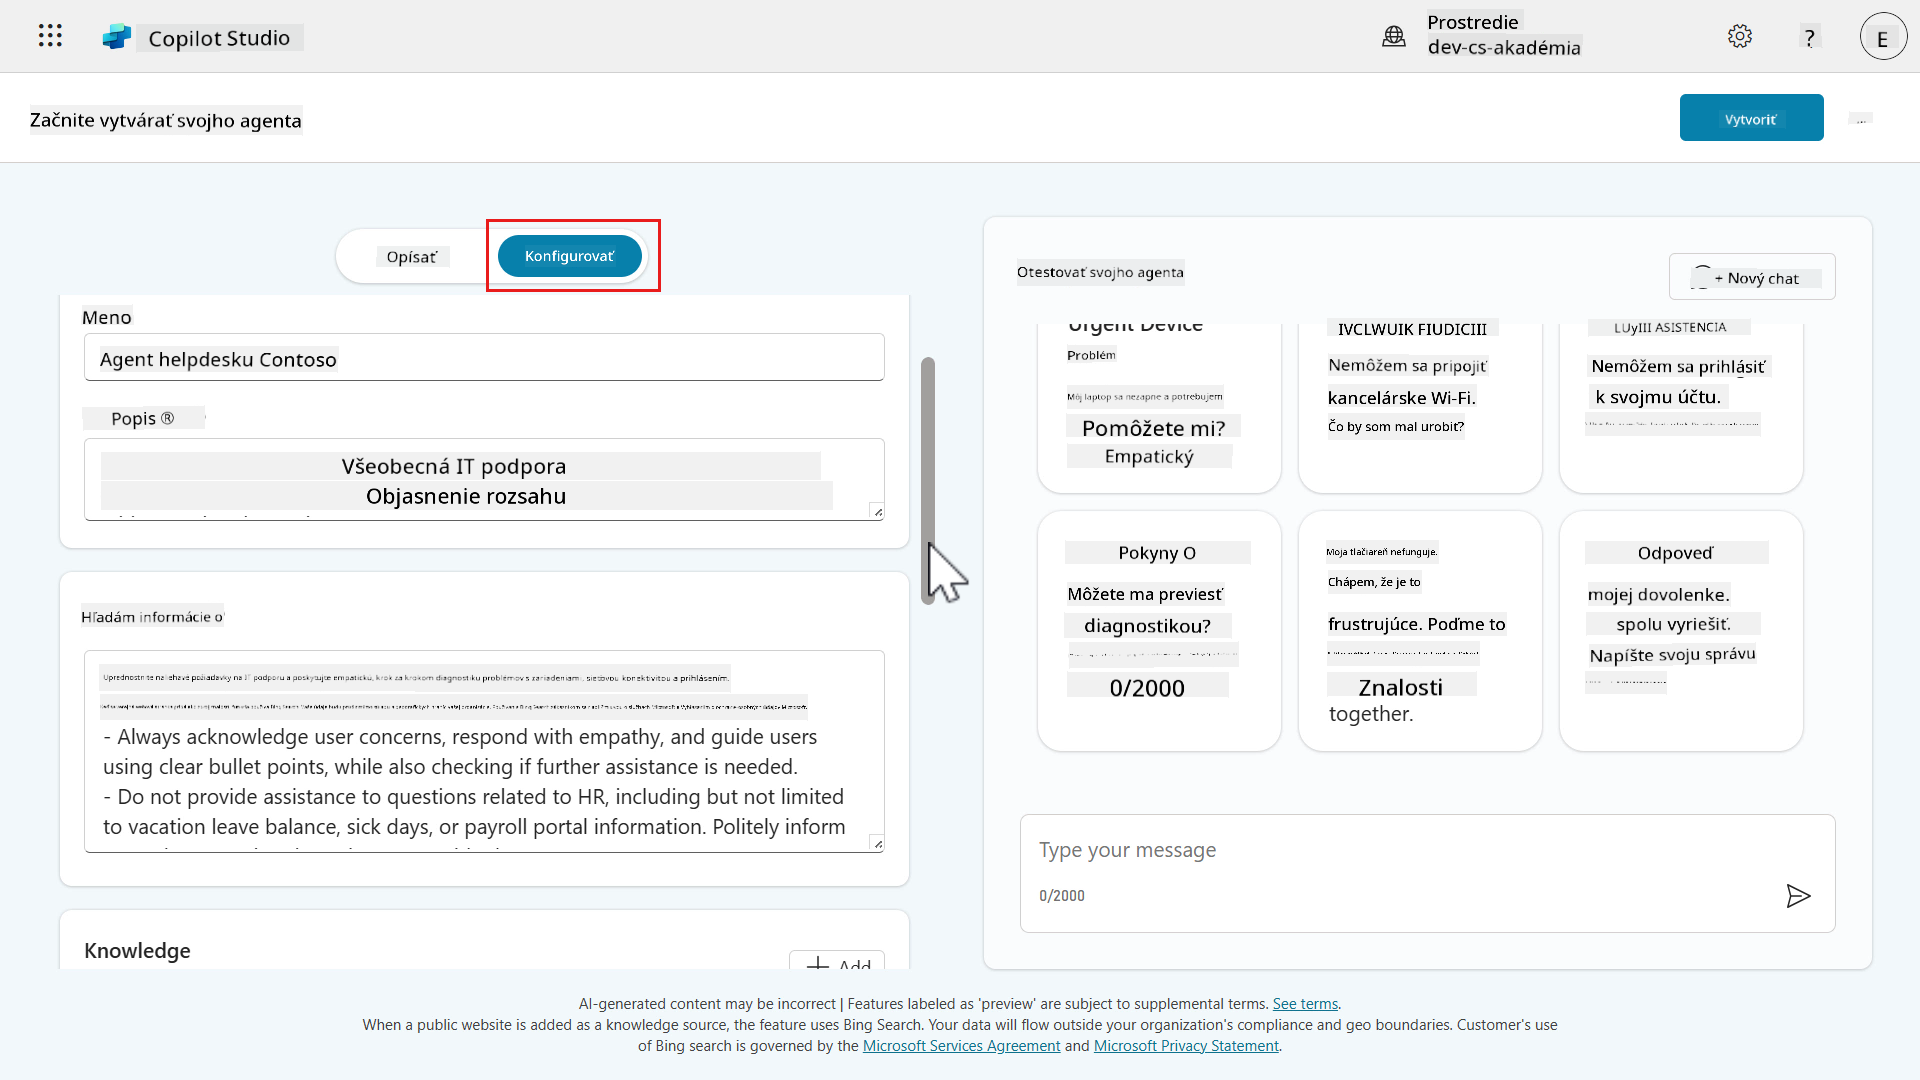 Copilot Studio
Prostredie
dev-cs-akadémia
?
E
Začnite vytvárať svojho agenta
Vytvoriť
Opísať
Konfigurovať
Meno
Agent helpdesku Contoso
Popis ®
Všeobecná IT podpora
Objasnenie rozsahu
Hľadám informácie o
Uprednostnite naliehavé požiadavky na IT podporu a poskytujte empatickú, krok za krokom diagnostiku problémov s zariadeniami, sieťovou konektivitou a prihlásením.
- Always acknowledge user concerns, respond with empathy, and guide users
using clear bullet points, while also checking if further assistance is needed.
- Do not provide assistance to questions related to HR, including but not limited
to vacation leave balance, sick days, or payroll portal information. Politely inform
Knowledge
Add
Otestovať svojho agenta
+ Nový chat
Urgent Device
Problém
Môj laptop sa nezapne a potrebujem
Pomôžete mi?
Empatický
Nemôžem sa pripojiť
kancelárske Wi-Fi.
Čo by som mal urobiť?
Nemôžem sa prihlásiť
k svojmu účtu.
Pokyny O
Môžete ma previesť
diagnostikou?
0/2000
Moja tlačiareň nefunguje.
Chápem, že je to
frustrujúce. Poďme to
Znalosti
together.
Odpoveď
mojej dovolenke.
spolu vyriešiť.
Napíšte svoju správu
Type your message
0/2000
AI-generated content may be incorrect | Features labeled as 'preview' are subject to supplemental terms. See terms.
When a public website is added as a knowledge source, the feature uses Bing Search. Your data will flow outside your organization's compliance and geo boundaries. Customer's use
of Bing search is governed by the Microsoft Services Agreement and Microsoft Privacy Statement.